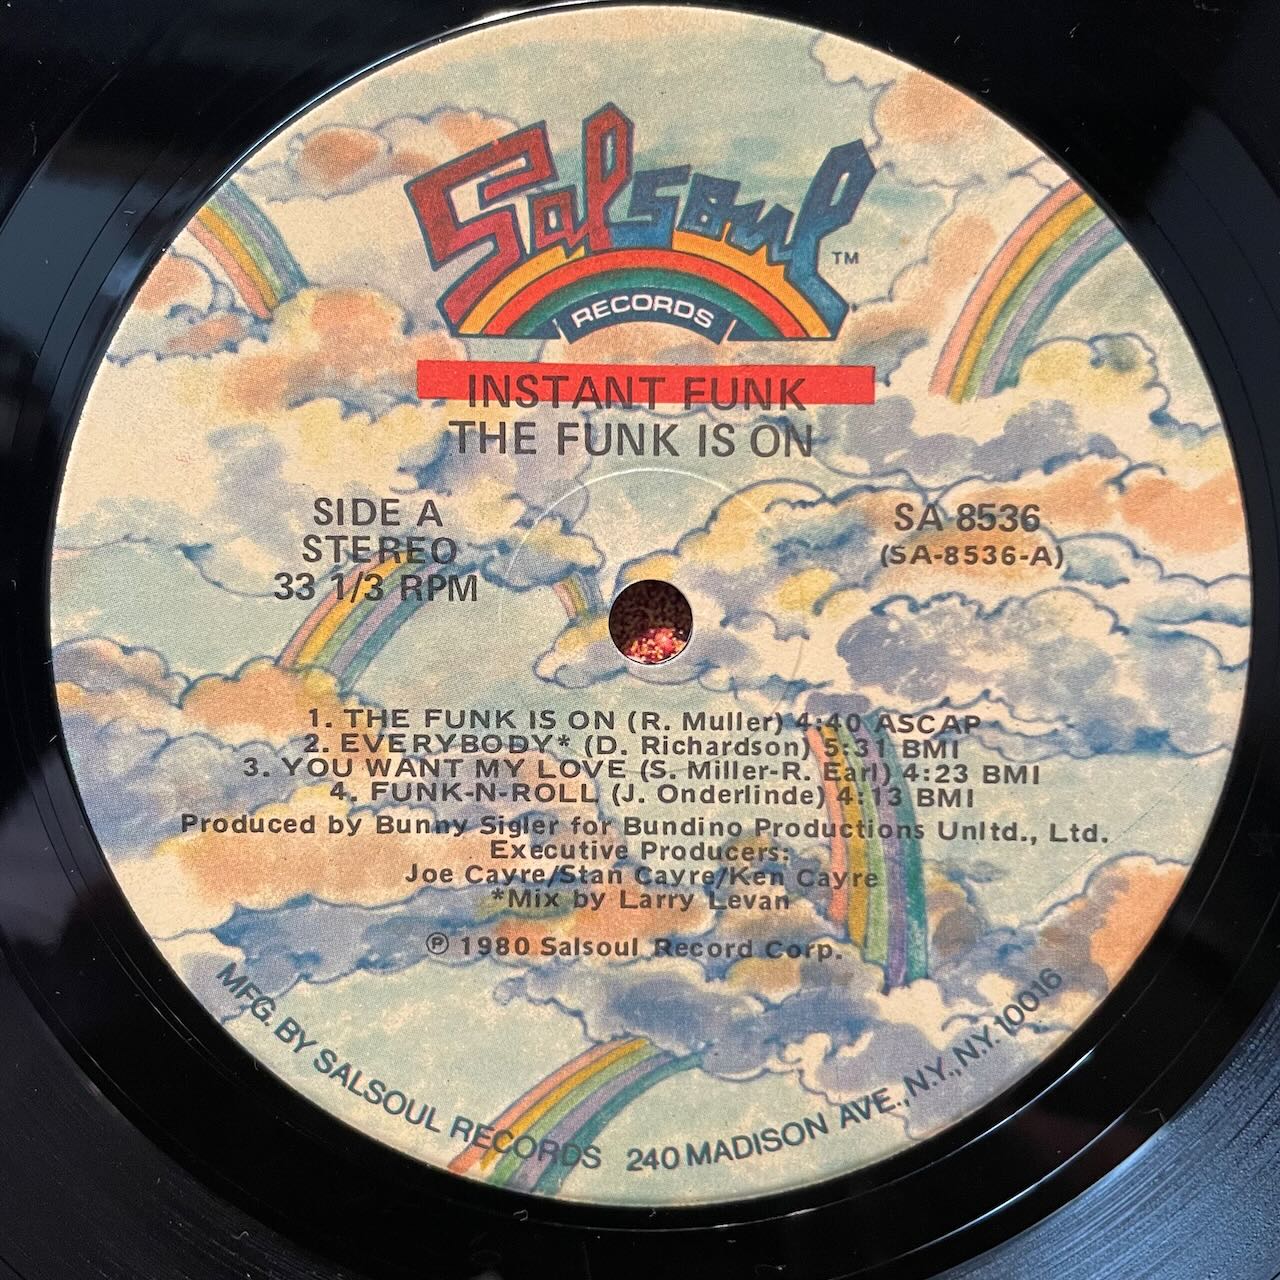 Salsoul TM
RECORDS
INSTANT FUNK
THE FUNK IS ON
SIDE A
STEREO
33 1/3 RPM
SA 8536
(SA-8536-A)
1. THE FUNK IS ON (R. Muller) 4:40 ASCAP
2. EVERYBODY* (D. Richardson) 5:31 BMI
3. YOU WANT MY LOVE (S. Miller-R. Earl) 4:23 BMI
4. FUNK-N-ROLL (J. Onderlinde) 4:13 BMI
Produced by Bunny Sigler for Bundino Productions Unltd., Ltd.
Executive Producers:
Joe Cayre/Stan Cayre/Ken Cayre
*Mix by Larry Levan
℗ 1980 Salsoul Record Corp.
MFG. BY SALSOUL RECORDS 240 MADISON AVE., N.Y., N.Y. 10016